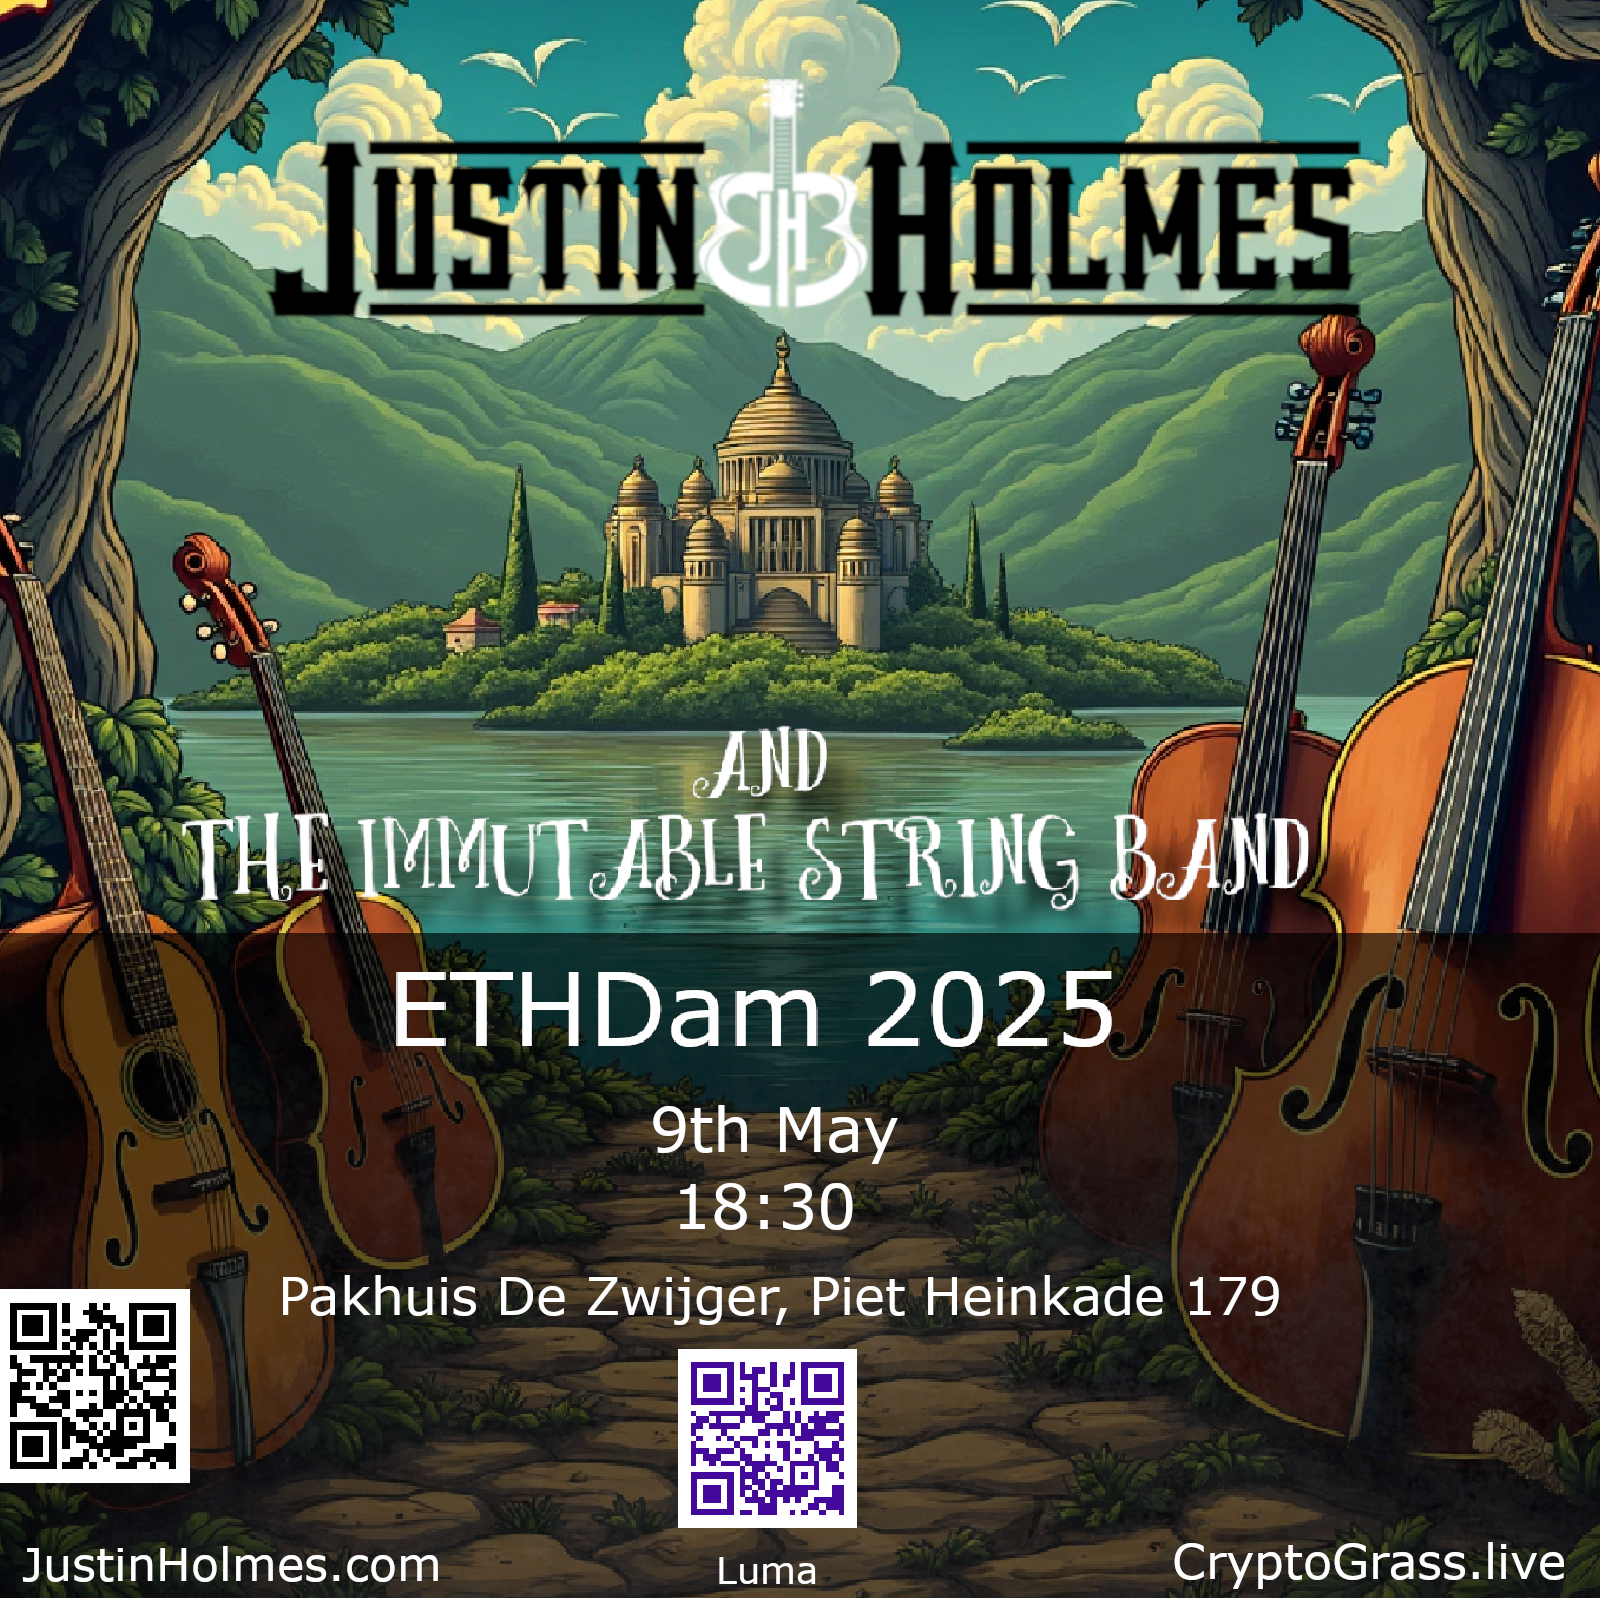 JUSTIN JH HOLMES
AND
THE IMMUTABLE STRING BAND
ETHDam 2025
9th May
18:30
Pakhuis De Zwijger, Piet Heinkade 179
JustinHolmes.com
Luma
CryptoGrass.live